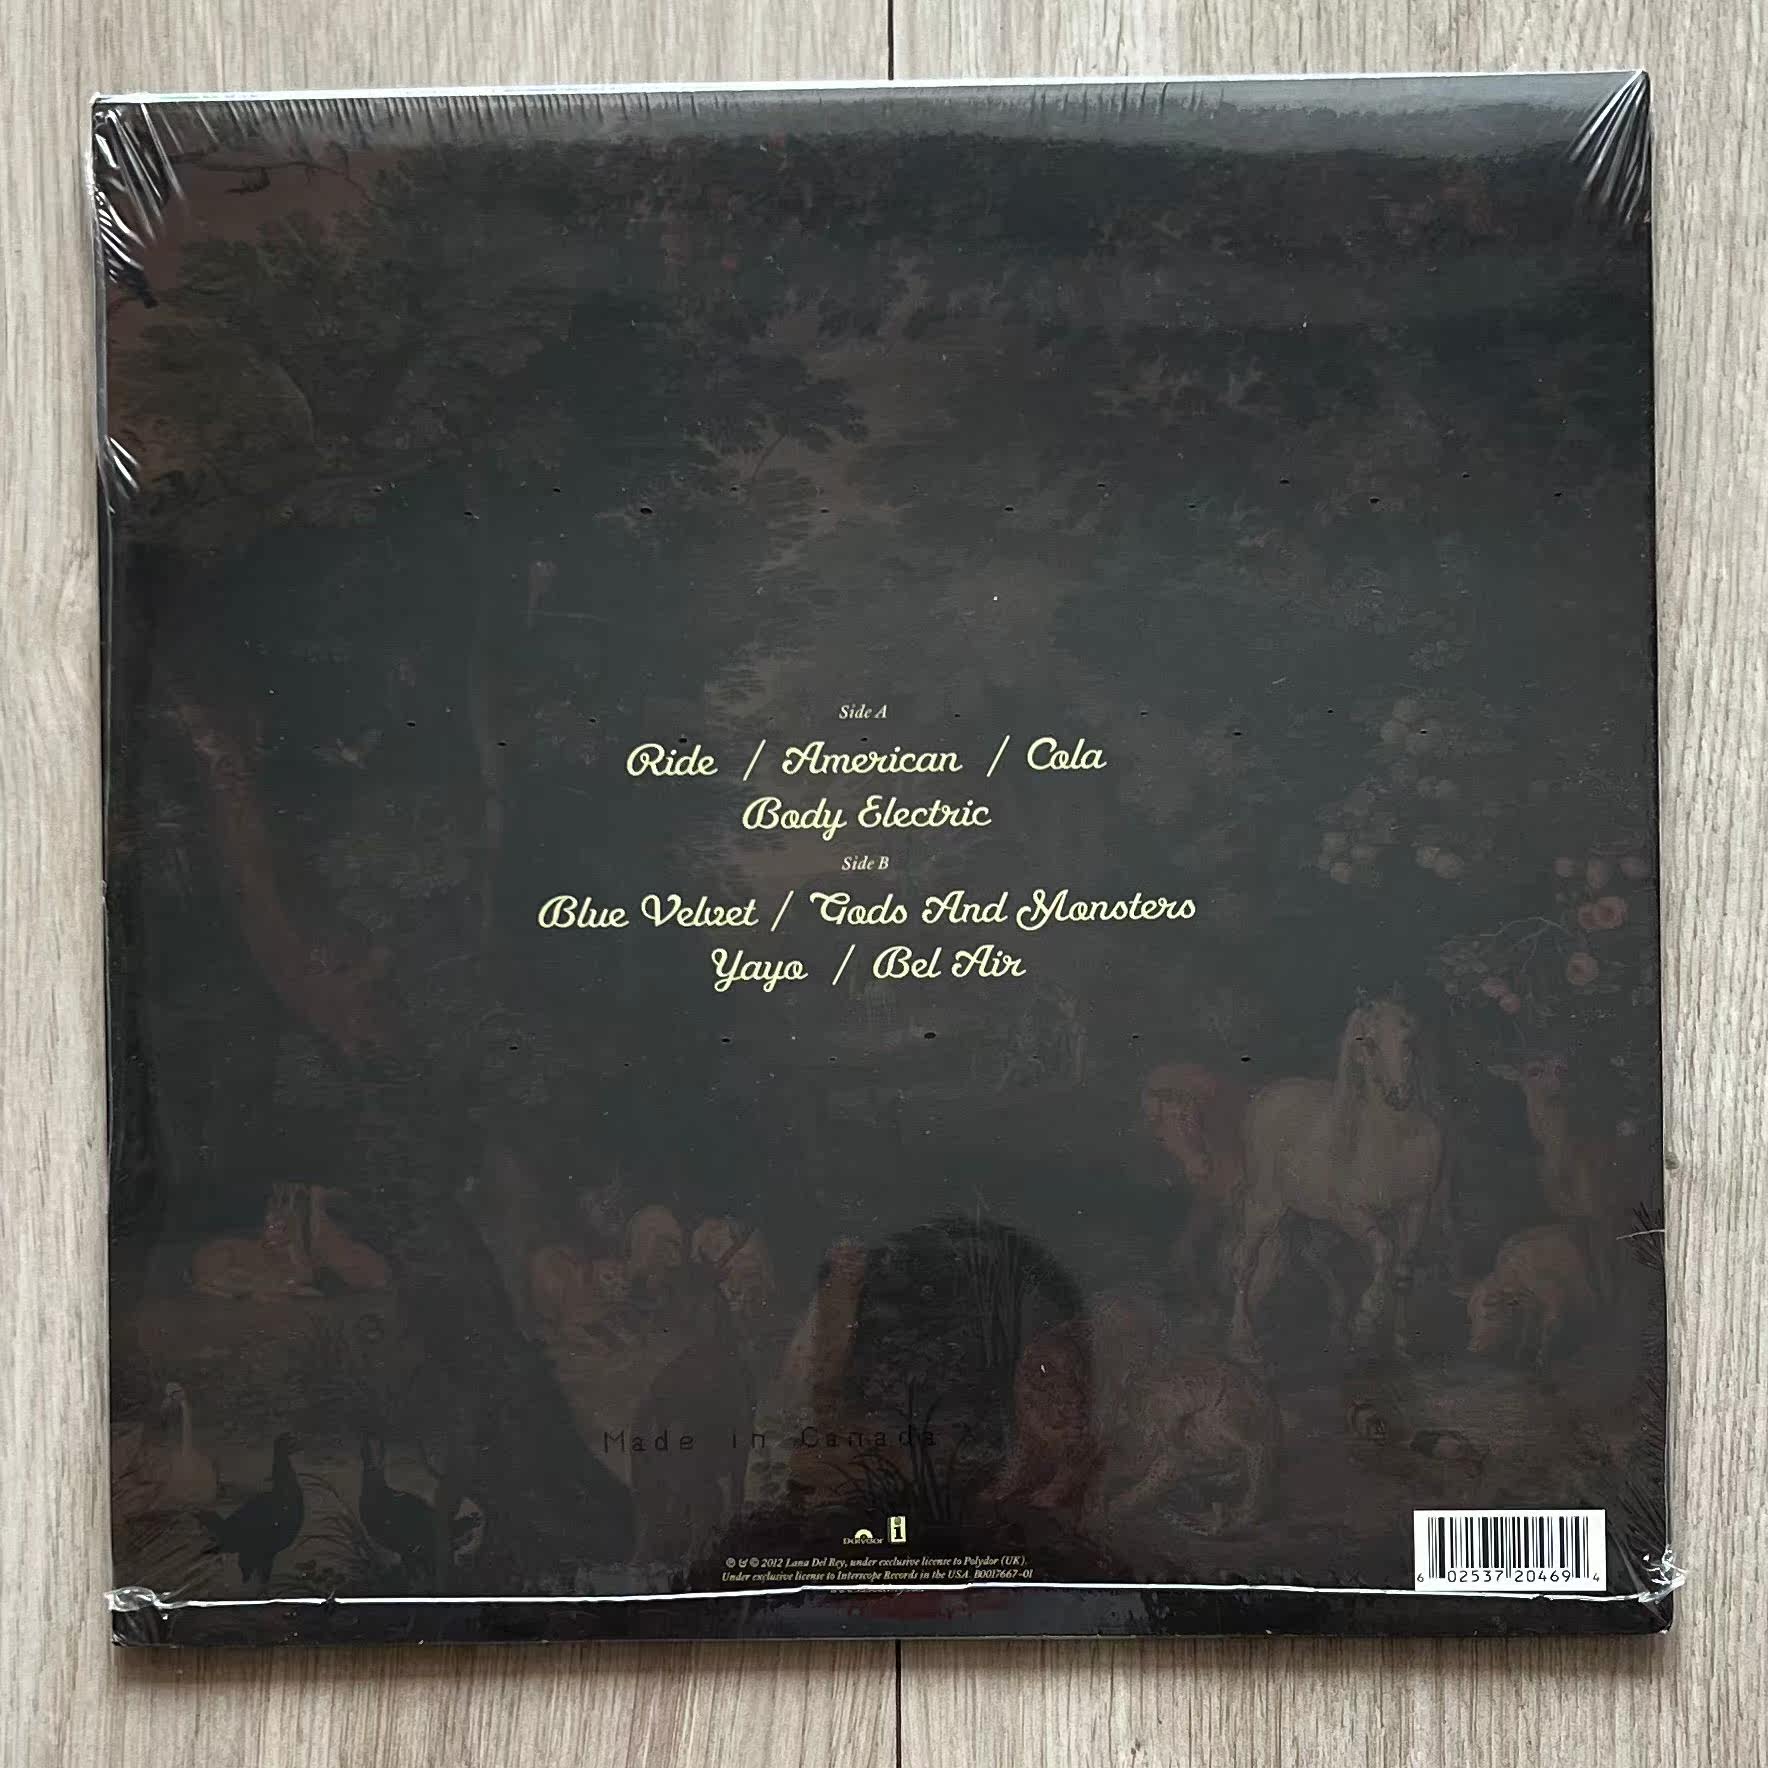 Side A
Ride / American / Cola
Body Electric
Side B
Blue Velvet / Gods And Monsters
Yayo / Bel Air
Made in Canada
Polydor i
℗ & © 2012 Lana Del Rey, under exclusive license to Polydor (UK).
Under exclusive license to Interscope Records in the USA. B0017667-01
6 02537 20469 4